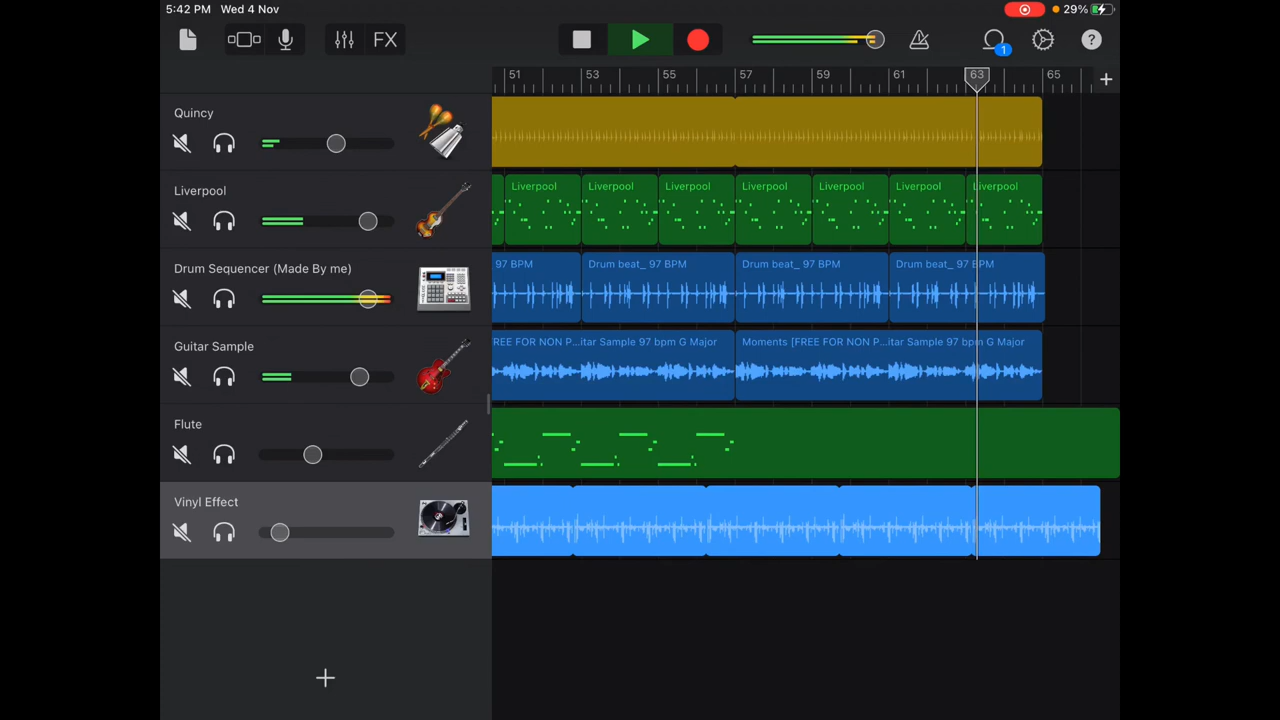 5:42 PM Wed 4 Nov
29%
FX
1
?
51 53 55 57 59 61 63 65
Quincy
Liverpool
Liverpool Liverpool Liverpool Liverpool Liverpool Liverpool Liverpool
Drum Sequencer (Made By me)
97 BPM Drum beat_ 97 BPM Drum beat_ 97 BPM Drum beat_ 97 BPM
Guitar Sample
FREE FOR NON P...itar Sample 97 bpm G Major Moments [FREE FOR NON P...itar Sample 97 bpm G Major
Flute
Vinyl Effect